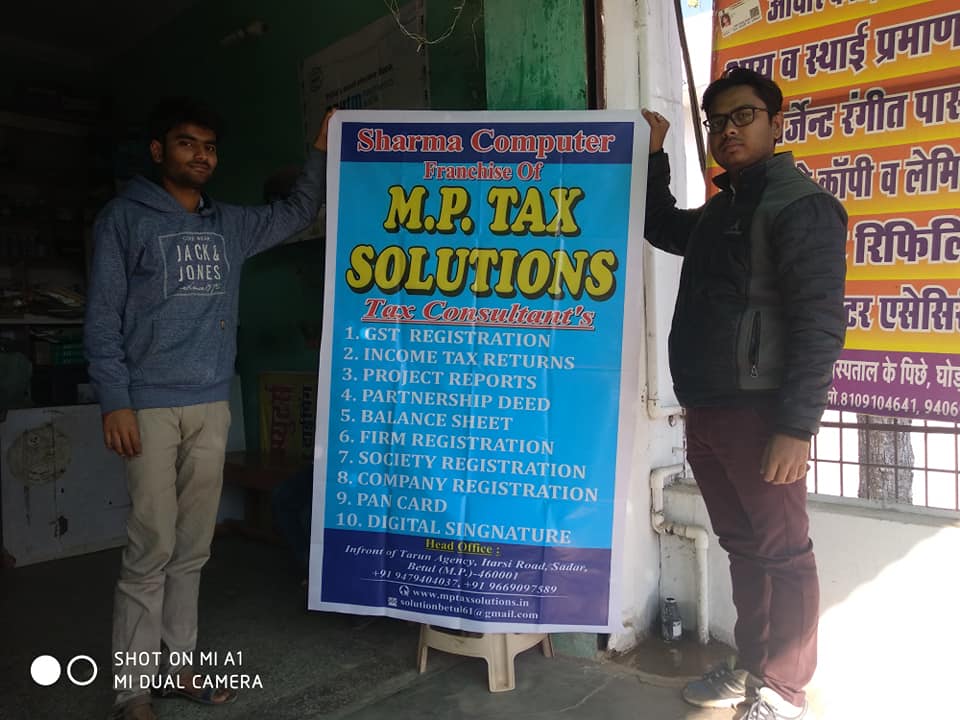 Sharma Computer
Franchise Of
M.P. TAX
SOLUTIONS
Tax Consultant's
1. GST REGISTRATION
2. INCOME TAX RETURNS
3. PROJECT REPORTS
4. PARTNERSHIP DEED
5. BALANCE SHEET
6. FIRM REGISTRATION
7. SOCIETY REGISTRATION
8. COMPANY REGISTRATION
9. PAN CARD
10. DIGITAL SINGNATURE
Head Office :
Infront of Tarun Agency, Itarsi Road, Sadar,
Betul (M.P.)-460001
+91 9479404037, +91 9669097589
www.mptaxsolutions.in
solutionbetul61@gmail.com
JACK &
JONES
व स्थाई प्रमाण
रंगीत पास
कॉपी व लेमि
रिफिलि
एसेसि
के पिछे, घोड
मो.8109104641, 9406
SHOT ON MI A1
MI DUAL CAMERA